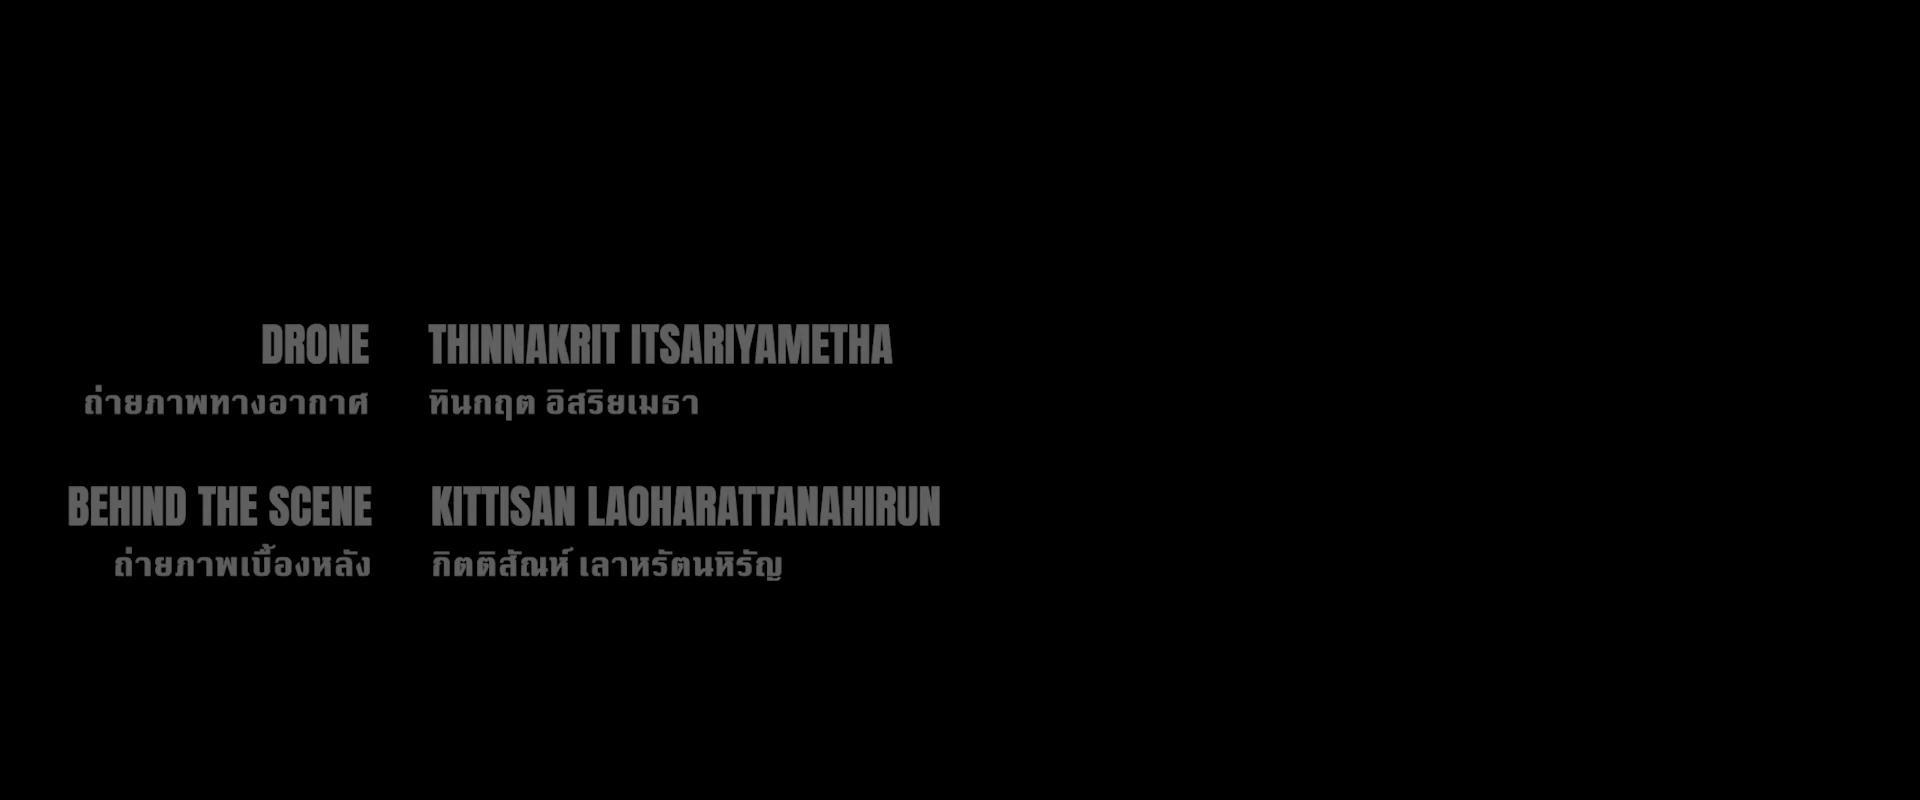 DRONE THINNAKRIT ITSARIYAMETHA
ถ่ายภาพทางอากาศ ทินกฤต อิสริยเมธา
BEHIND THE SCENE KITTISAN LAOHARATTANAHIRUN
ถ่ายภาพเบื้องหลัง กิตติสัณห์ เลาหรัตนหิรัญ